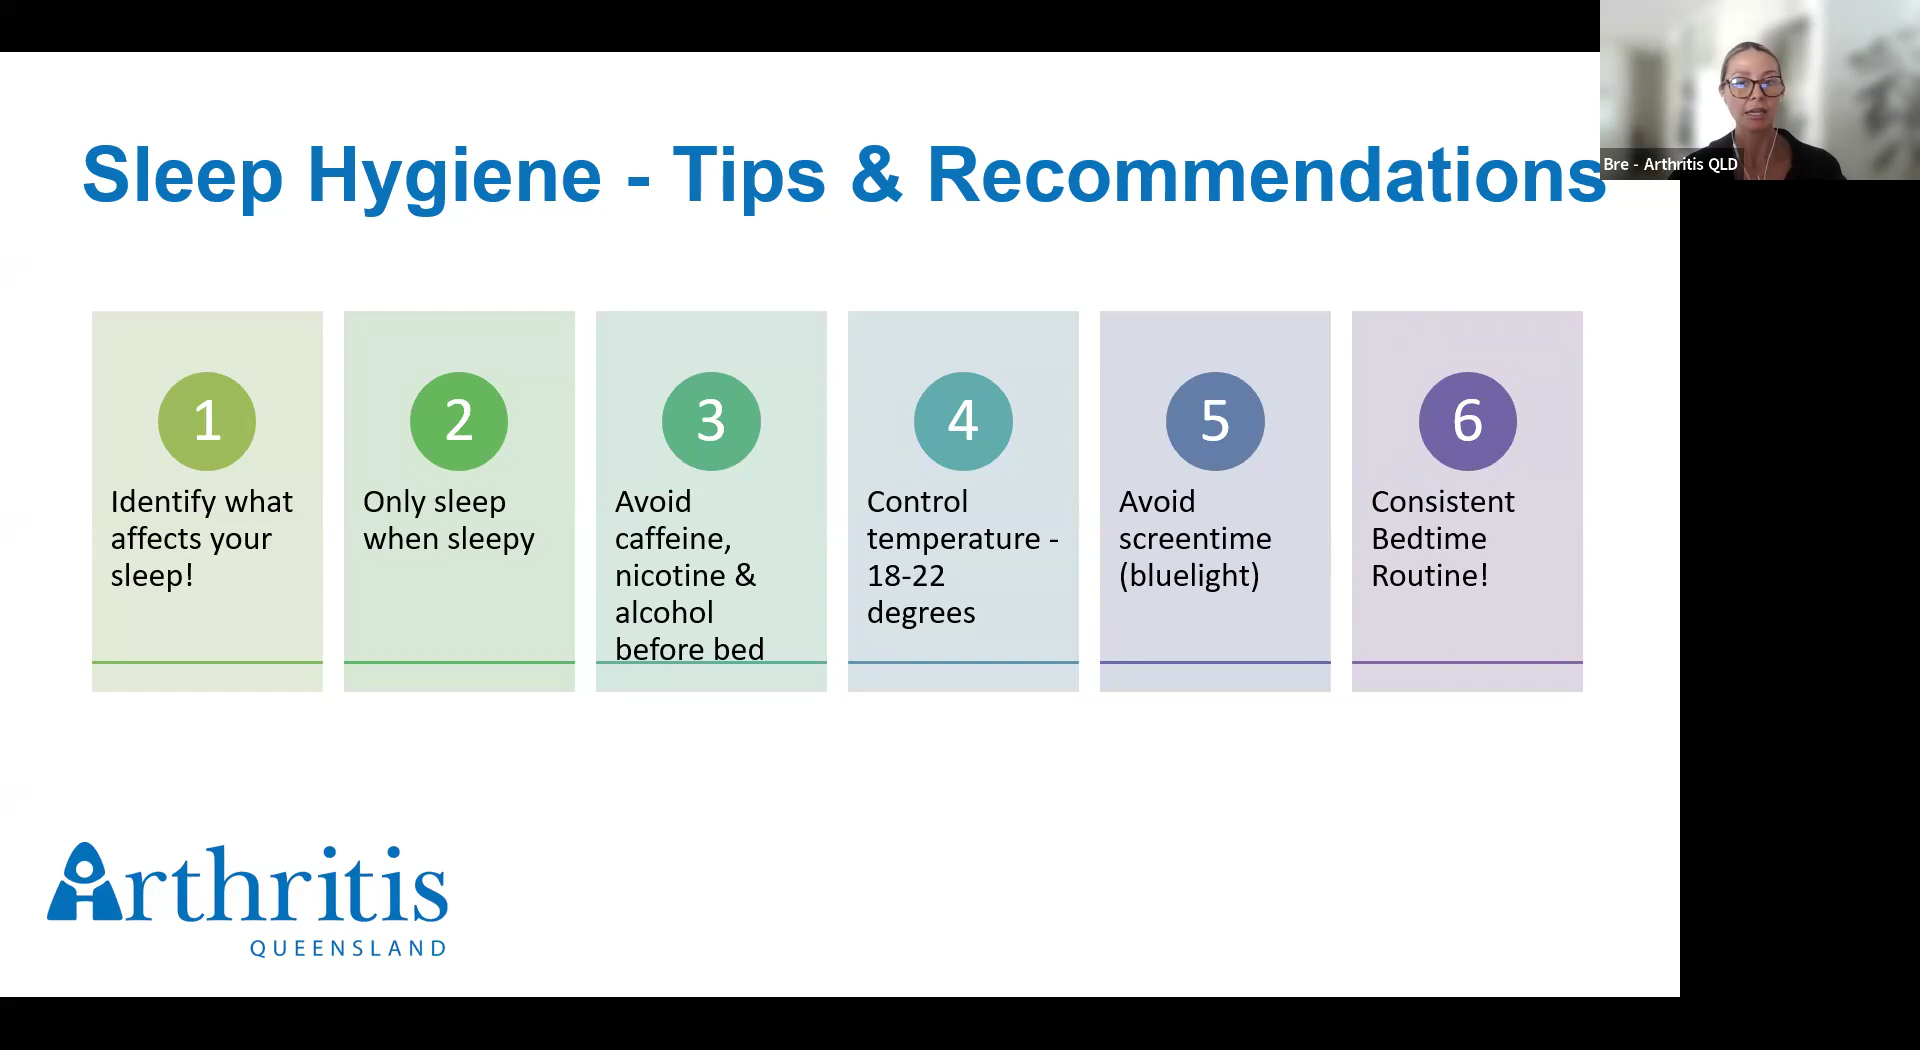 Sleep Hygiene - Tips & Recommendations
Bre - Arthritis QLD
1
Identify what
affects your
sleep!
2
Only sleep
when sleepy
3
Avoid
caffeine,
nicotine &
alcohol
before bed
4
Control
temperature -
18-22
degrees
5
Avoid
screentime
(bluelight)
6
Consistent
Bedtime
Routine!
Arthritis
QUEENSLAND